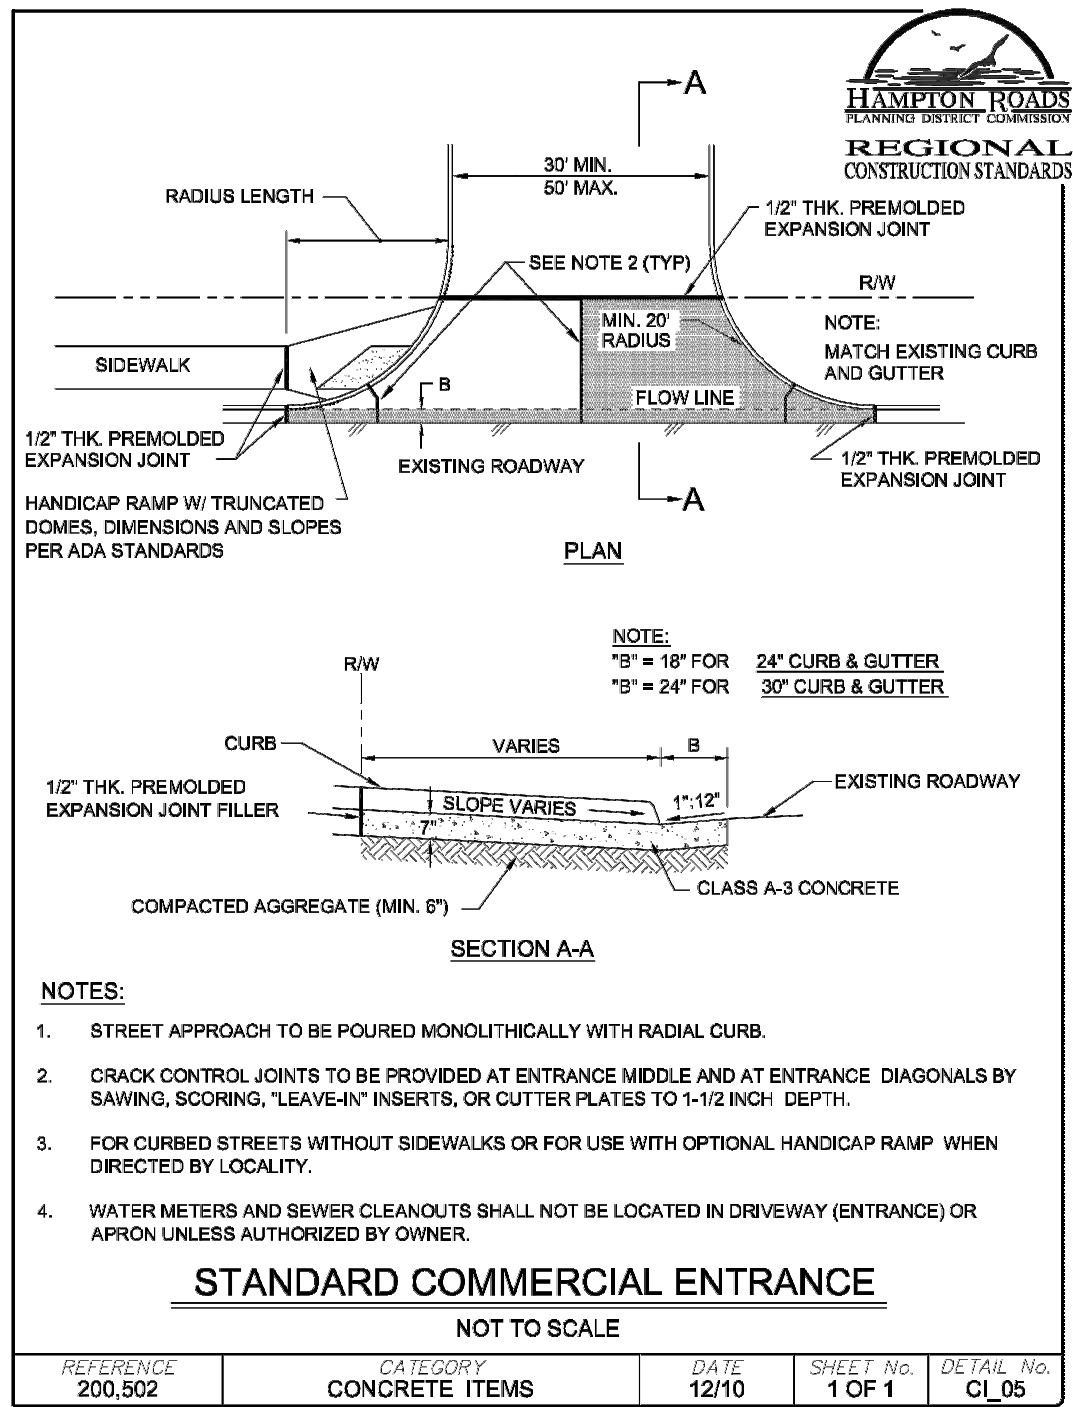 HAMPTON ROADS
PLANNING DISTRICT COMMISSION
REGIONAL
CONSTRUCTION STANDARDS
A
30' MIN.
50' MAX.
RADIUS LENGTH
1/2" THK. PREMOLDED
EXPANSION JOINT
SEE NOTE 2 (TYP)
R/W
MIN. 20'
RADIUS
NOTE:
MATCH EXISTING CURB
AND GUTTER
SIDEWALK
B
FLOW LINE
1/2" THK. PREMOLDED
EXPANSION JOINT
EXISTING ROADWAY
1/2" THK. PREMOLDED
EXPANSION JOINT
HANDICAP RAMP W/ TRUNCATED
DOMES, DIMENSIONS AND SLOPES
PER ADA STANDARDS
A
PLAN
NOTE:
"B" = 18" FOR 24" CURB & GUTTER
"B" = 24" FOR 30" CURB & GUTTER
R/W
CURB
VARIES
B
1/2" THK. PREMOLDED
EXPANSION JOINT FILLER
SLOPE VARIES
1":12"
EXISTING ROADWAY
7"
CLASS A-3 CONCRETE
COMPACTED AGGREGATE (MIN. 6")
SECTION A-A
NOTES:
1. STREET APPROACH TO BE POURED MONOLITHICALLY WITH RADIAL CURB.
2. CRACK CONTROL JOINTS TO BE PROVIDED AT ENTRANCE MIDDLE AND AT ENTRANCE DIAGONALS BY
SAWING, SCORING, "LEAVE-IN" INSERTS, OR CUTTER PLATES TO 1-1/2 INCH DEPTH.
3. FOR CURBED STREETS WITHOUT SIDEWALKS OR FOR USE WITH OPTIONAL HANDICAP RAMP WHEN
DIRECTED BY LOCALITY.
4. WATER METERS AND SEWER CLEANOUTS SHALL NOT BE LOCATED IN DRIVEWAY (ENTRANCE) OR
APRON UNLESS AUTHORIZED BY OWNER.
STANDARD COMMERCIAL ENTRANCE
NOT TO SCALE
REFERENCE
200,502
CATEGORY
CONCRETE ITEMS
DATE
12/10
SHEET No.
1 OF 1
DETAIL No.
CI_05